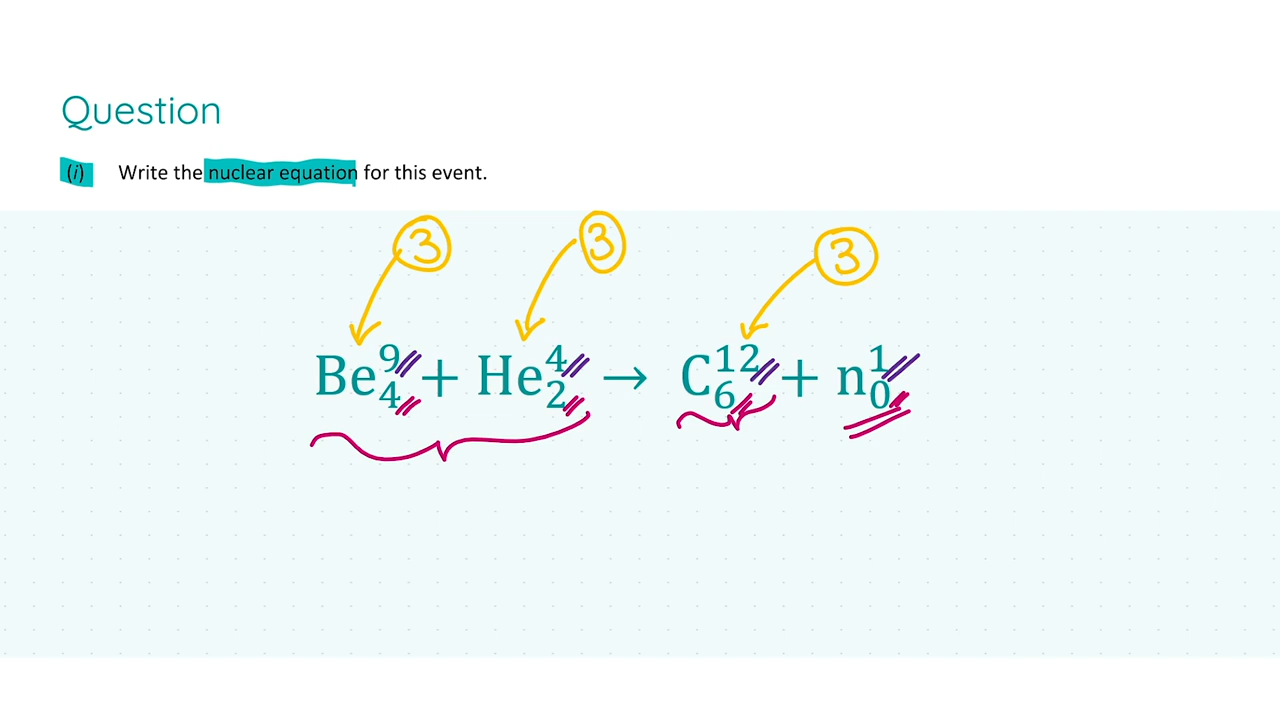 Question
(i) Write the nuclear equation for this event.
3 3 3
Be⁹₄ + He⁴₂ → C¹²₆ + n¹₀